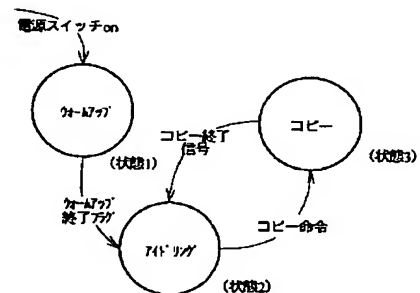 電源スイッチon
ウォームアップ
(状態1)
ウォームアップ
終了フラグ
コピー終了
信号
コピー
(状態3)
コピー命令
アイドリング
(状態2)